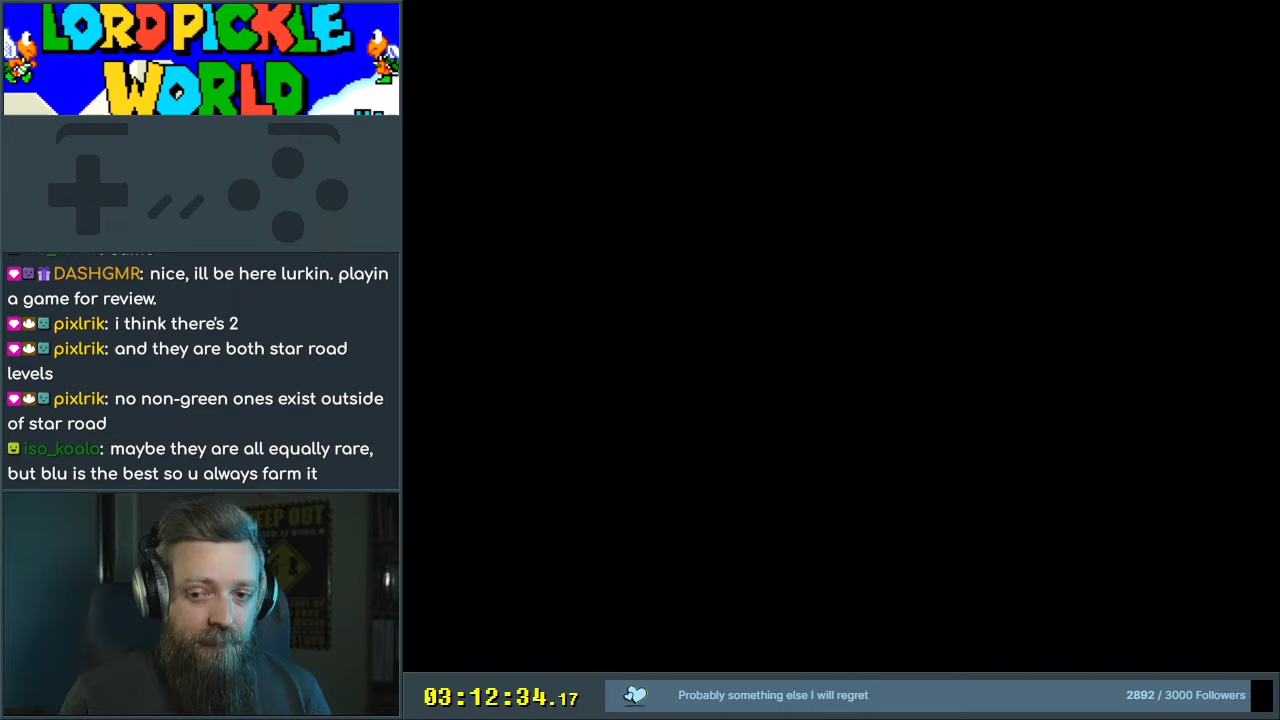 LORD PICKLE
WORLD
DASHGMR: nice, ill be here lurkin. playin
a game for review.
pixlrik: i think there's 2
pixlrik: and they are both star road
levels
pixlrik: no non-green ones exist outside
of star road
iso_koala: maybe they are all equally rare,
but blu is the best so u always farm it
KEEP OUT
03:12:34.17
Probably something else I will regret
2892 / 3000 Followers